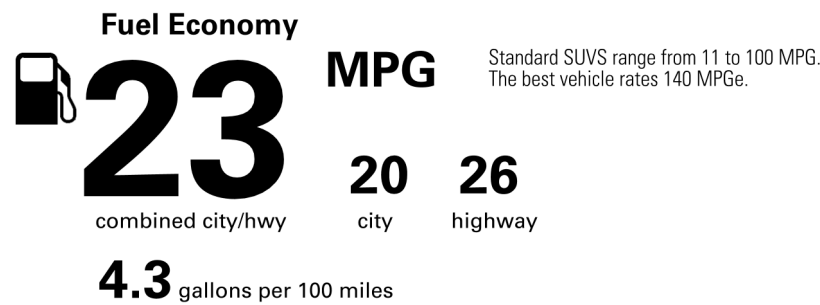 Fuel Economy
23
MPG
Standard SUVS range from 11 to 100 MPG.
The best vehicle rates 140 MPGe.
20 26
combined city/hwy city highway
4.3 gallons per 100 miles